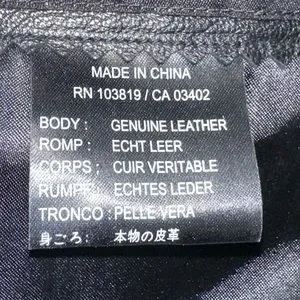 MADE IN CHINA
RN 103819 / CA 03402
BODY : GENUINE LEATHER
ROMP : ECHT LEER
CORPS : CUIR VERITABLE
RUMPF : ECHTES LEDER
TRONCO : PELLE VERA
身ごろ : 本物の皮革